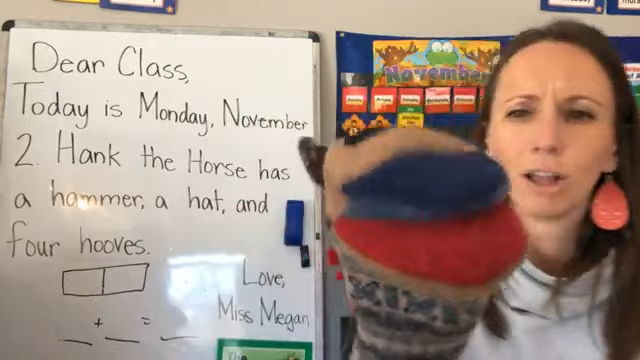 Dear Class,
Today is Monday, November
2. Hank the Horse has
a hammer, a hat, and
four hooves.
+ =
Love,
Miss Megan
The
November